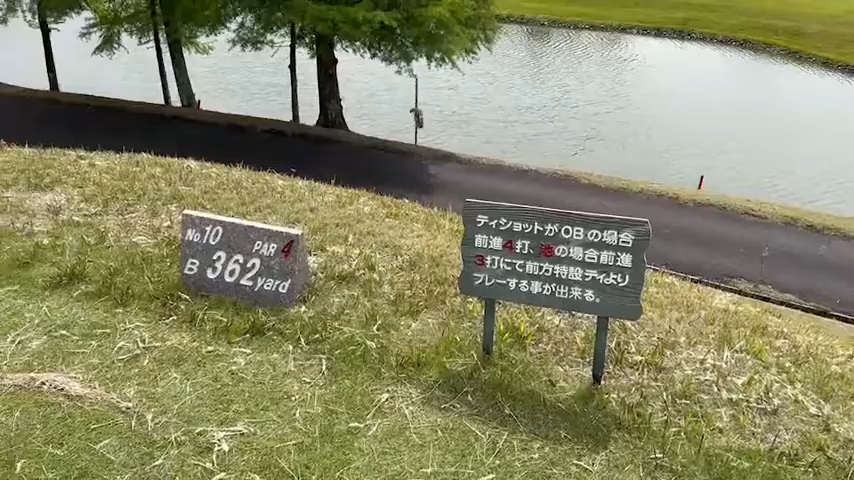 No.10 PAR 4
B 362 yard
ティショットがOBの場合
前進4打、池の場合前進
3打にて前方特設ティより
プレーする事が出来る。